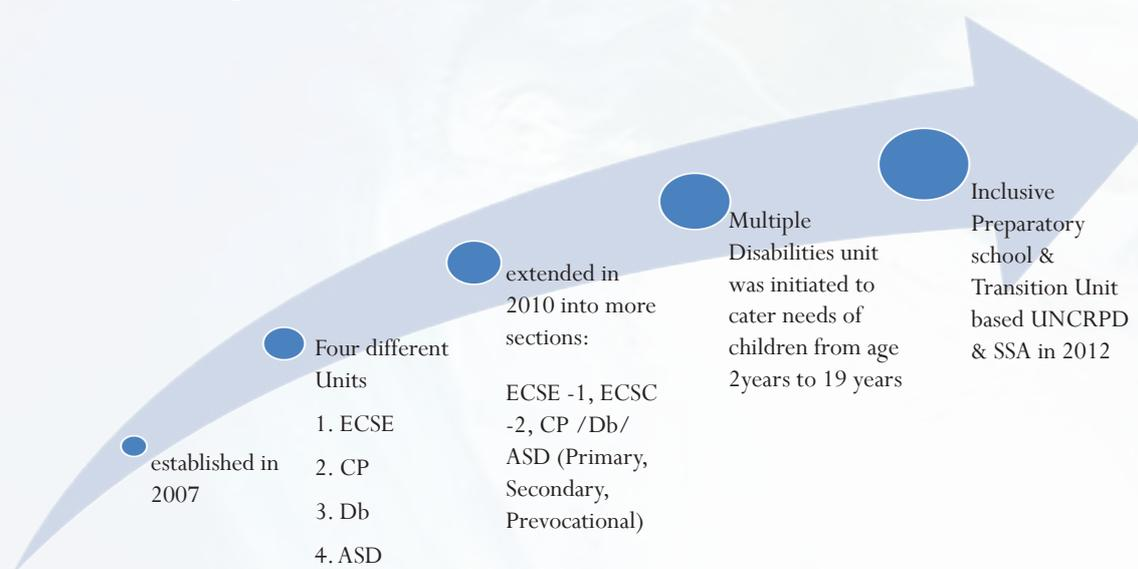 established in
2007
Four different
Units
1. ECSE
2. CP
3. Db
4. ASD
extended in
2010 into more
sections:
ECSE -1, ECSC
-2, CP /Db/
ASD (Primary,
Secondary,
Prevocational)
Multiple
Disabilities unit
was initiated to
cater needs of
children from age
2years to 19 years
Inclusive
Preparatory
school &
Transition Unit
based UNCRPD
& SSA in 2012